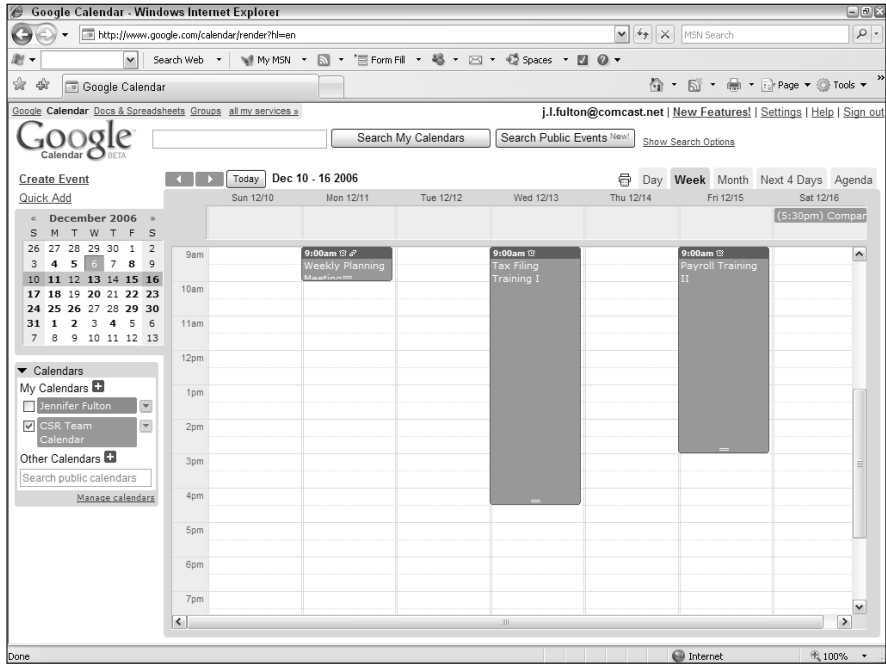 Google Calendar - Windows Internet Explorer
http://www.google.com/calendar/render?hl=en
MSN Search
Search Web
My MSN
Form Fill
Spaces
Google Calendar
Page
Tools
Google Calendar Docs & Spreadsheets Groups all my services »
j.l.fulton@comcast.net | New Features! | Settings | Help | Sign out
Google
Calendar BETA
Search My Calendars
Search Public Events New!
Show Search Options
Create Event
Quick Add
Today
Dec 10 - 16 2006
Day Week Month Next 4 Days Agenda
Sun 12/10 Mon 12/11 Tue 12/12 Wed 12/13 Thu 12/14 Fri 12/15 Sat 12/16
(5:30pm) Compar
« December 2006 »
S M T W T F S
26 27 28 29 30 1 2
3 4 5 6 7 8 9
10 11 12 13 14 15 16
17 18 19 20 21 22 23
24 25 26 27 28 29 30
31 1 2 3 4 5 6
7 8 9 10 11 12 13
Calendars
My Calendars
Jennifer Fulton
CSR Team
Calendar
Other Calendars
Search public calendars
Manage calendars
9am
10am
11am
12pm
1pm
2pm
3pm
4pm
5pm
6pm
7pm
9:00am
Weekly Planning
Meeting
9:00am
Tax Filing
Training I
9:00am
Payroll Training
II
Done
Internet
100%